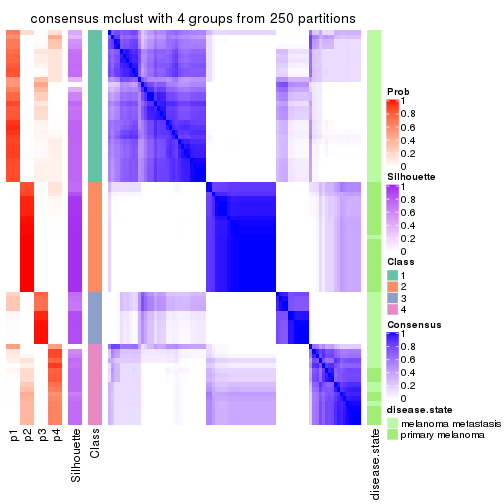 consensus mclust with 4 groups from 250 partitions
Prob
1
0.8
0.6
0.4
0.2
0
Silhouette
1
0.8
0.6
0.4
0.2
0
Class
1
2
3
4
Consensus
1
0.8
0.6
0.4
0.2
0
disease.state
melanoma metastasis
primary melanoma
p1
p2
p3
p4
Silhouette
Class
disease.state